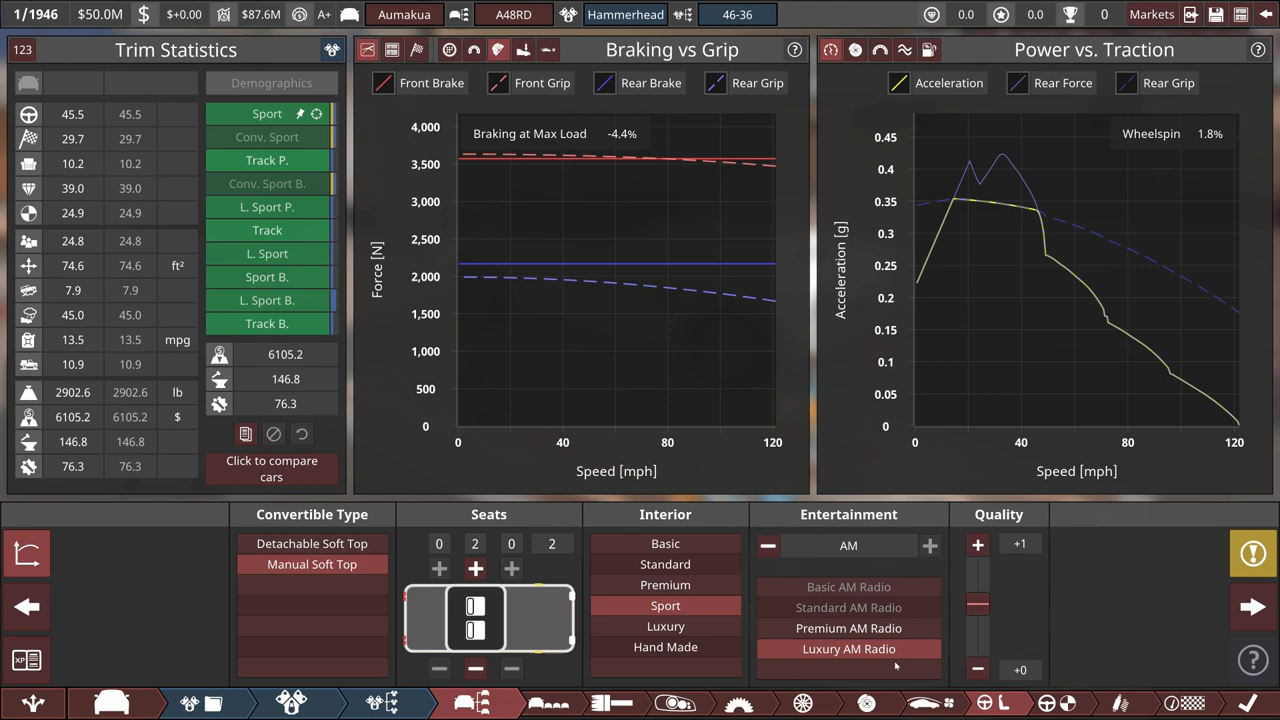 1/1946 $50.0M $ $+0.00 $87.6M A+ Aumakua A48RD Hammerhead 46-36 0.0 0.0 0 Markets
123 Trim Statistics
Demographics
45.5 45.5
29.7 29.7
10.2 10.2
39.0 39.0
24.9 24.9
24.8 24.8
74.6 74.6 ft²
7.9 7.9
45.0 45.0
13.5 13.5 mpg
10.9 10.9
2902.6 2902.6 lb
6105.2 6105.2 $
146.8 146.8
76.3 76.3
Sport
Conv. Sport
Track P.
Conv. Sport B.
L. Sport P.
Track
L. Sport
Sport B.
L. Sport B.
Track B.
6105.2
146.8
76.3
Click to compare
cars
Braking vs Grip ?
Front Brake Front Grip Rear Brake Rear Grip
Braking at Max Load -4.4%
Force [N]
4,000
3,500
3,000
2,500
2,000
1,500
1,000
500
0
0 40 80 120
Speed [mph]
Power vs. Traction ?
Acceleration Rear Force Rear Grip
Wheelspin 1.8%
Acceleration [g]
0.45
0.4
0.35
0.3
0.25
0.2
0.15
0.1
0.05
0
0 40 80 120
Speed [mph]
Convertible Type
Detachable Soft Top
Manual Soft Top
Seats
0 2 0 2
Interior
Basic
Standard
Premium
Sport
Luxury
Hand Made
Entertainment
AM
Basic AM Radio
Standard AM Radio
Premium AM Radio
Luxury AM Radio
Quality
+1
+0
XP
?